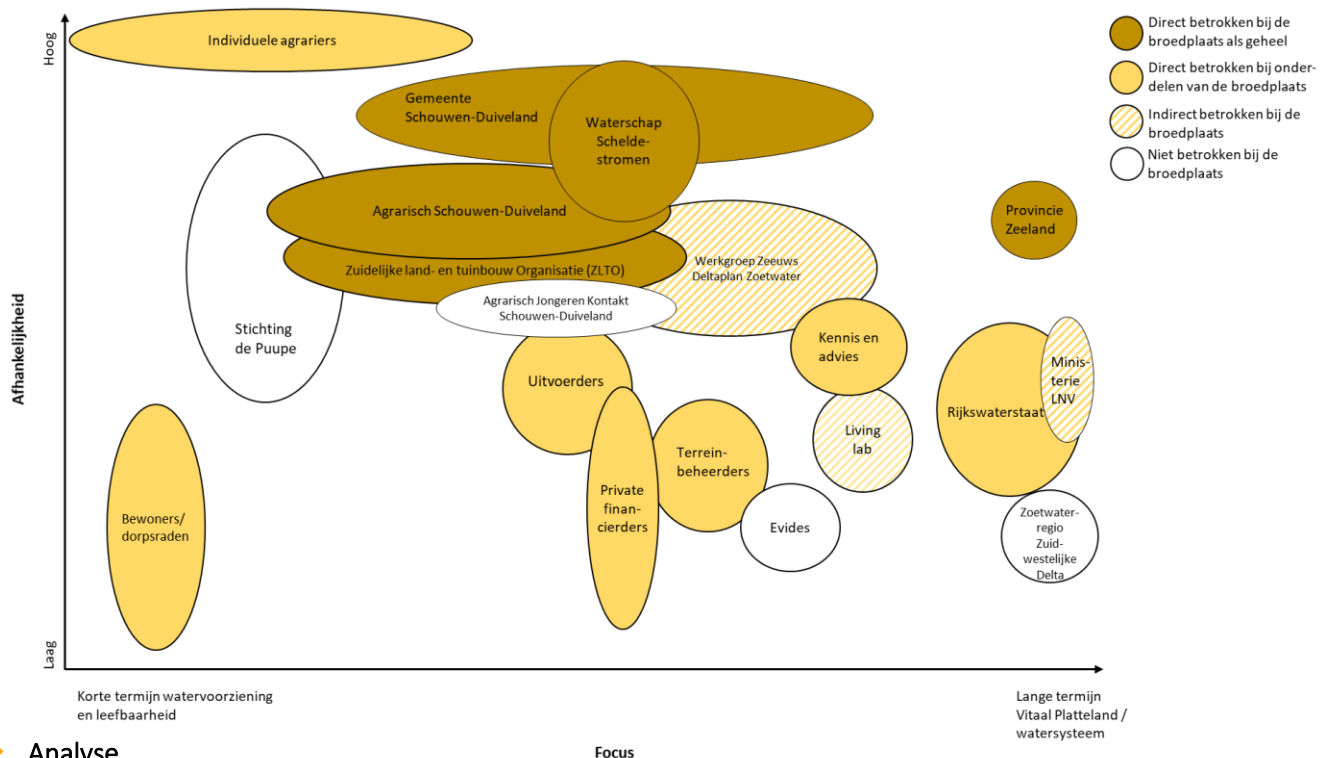 Hoog
Individuele agrariers
Gemeente
Schouwen-Duiveland
Waterschap
Schelde-
stromen
Agrarisch Schouwen-Duiveland
Provincie
Zeeland
Zuidelijke land- en tuinbouw Organisatie (ZLTO)
Werkgroep Zeeuws
Deltaplan Zoetwater
Agrarisch Jongeren Kontakt
Schouwen-Duiveland
Stichting
de Puupe
Kennis en
advies
Uitvoerders
Rijkswaterstaat
Minis-
terie
LNV
Living
lab
Terrein-
beheerders
Private
finan-
cierders
Evides
Bewoners/
dorpsraden
Zoetwater-
regio
Zuid-
westelijke
Delta
Afhankelijkheid
Laag
Korte termijn watervoorziening
en leefbaarheid
Lange termijn
Vitaal Platteland /
watersysteem
Focus
Direct betrokken bij de
broedplaats als geheel
Direct betrokken bij onder-
delen van de broedplaats
Indirect betrokken bij de
broedplaats
Niet betrokken bij de
broedplaats
Analyse